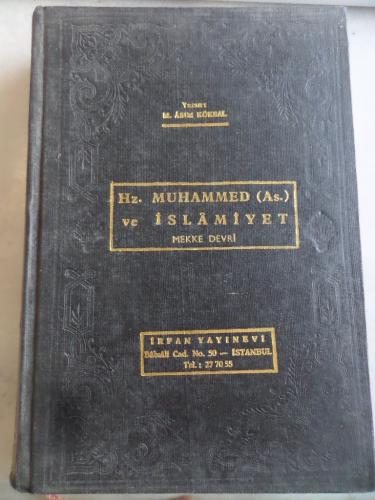 Yazan:
M. ÂSIM KÖKSAL
Hz. MUHAMMED (As.)
ve İSLÂMİYET
MEKKE DEVRİ
İRFAN YAYINEVİ
Bâbıâli Cad. No. 50 — İSTANBUL
Tel.: 27 70 55